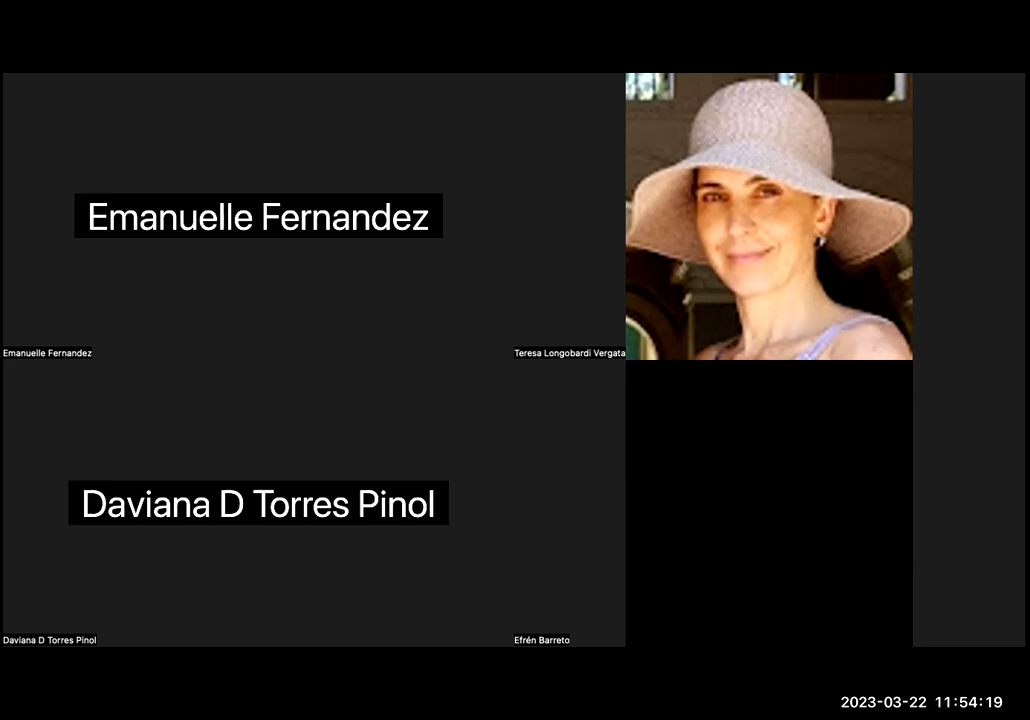 Emanuelle Fernandez
Emanuelle Fernandez
Teresa Longobardi Vergata
Daviana D Torres Pinol
Daviana D Torres Pinol
Efrén Barreto
2023-03-22 11:54:19